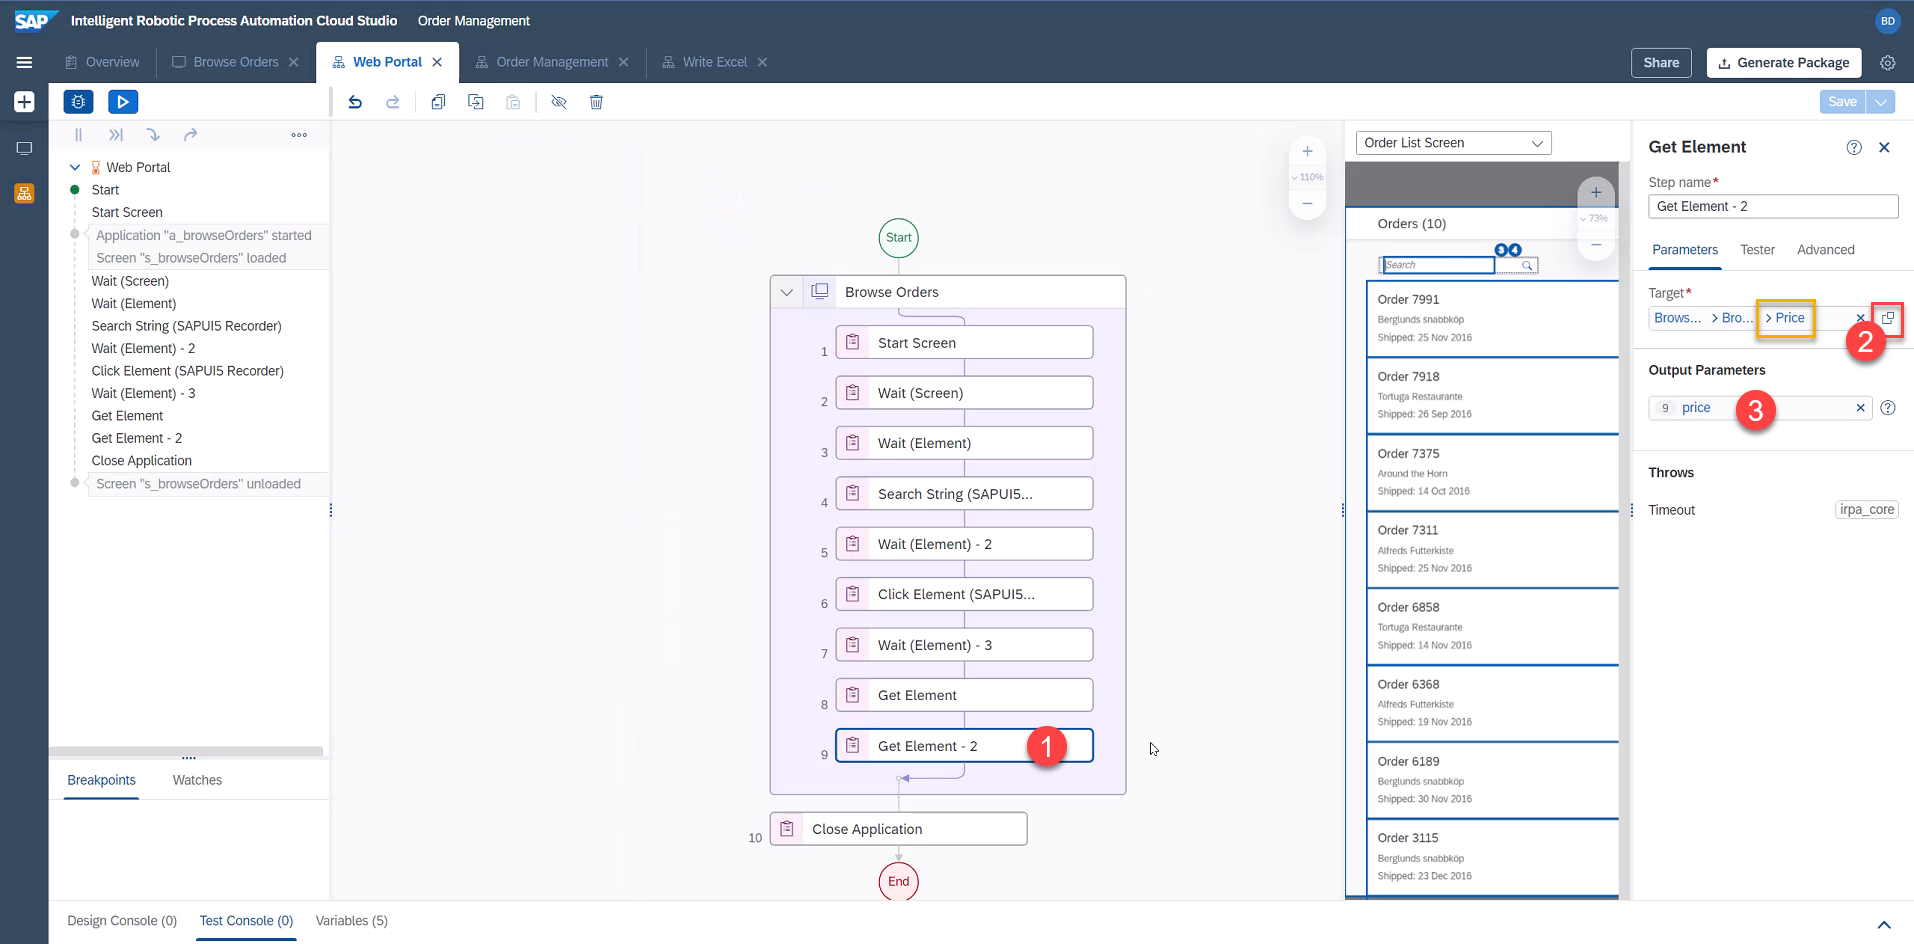 SAP Intelligent Robotic Process Automation Cloud Studio Order Management BD
Overview Browse Orders Web Portal Order Management Write Excel Share Generate Package
Save
Web Portal
Start
Start Screen
Application "a_browseOrders" started
Screen "s_browseOrders" loaded
Wait (Screen)
Wait (Element)
Search String (SAPUI5 Recorder)
Wait (Element) - 2
Click Element (SAPUI5 Recorder)
Wait (Element) - 3
Get Element
Get Element - 2
Close Application
Screen "s_browseOrders" unloaded
Breakpoints Watches
110%
Start
Browse Orders
1 Start Screen
2 Wait (Screen)
3 Wait (Element)
4 Search String (SAPUI5...
5 Wait (Element) - 2
6 Click Element (SAPUI5...
7 Wait (Element) - 3
8 Get Element
9 Get Element - 2 1
10 Close Application
End
Order List Screen
73%
Orders (10)
3 4
Search
Order 7991
Berglunds snabbköp
Shipped: 25 Nov 2016
Order 7918
Tortuga Restaurante
Shipped: 26 Sep 2016
Order 7375
Around the Horn
Shipped: 14 Oct 2016
Order 7311
Alfreds Futterkiste
Shipped: 25 Nov 2016
Order 6858
Tortuga Restaurante
Shipped: 14 Nov 2016
Order 6368
Alfreds Futterkiste
Shipped: 19 Nov 2016
Order 6189
Berglunds snabbköp
Shipped: 30 Nov 2016
Order 3115
Berglunds snabbköp
Shipped: 23 Dec 2016
Get Element
Step name*
Get Element - 2
Parameters Tester Advanced
Target*
Brows... > Bro... > Price
2
Output Parameters
9 price 3
Throws
Timeout irpa_core
Design Console (0) Test Console (0) Variables (5)